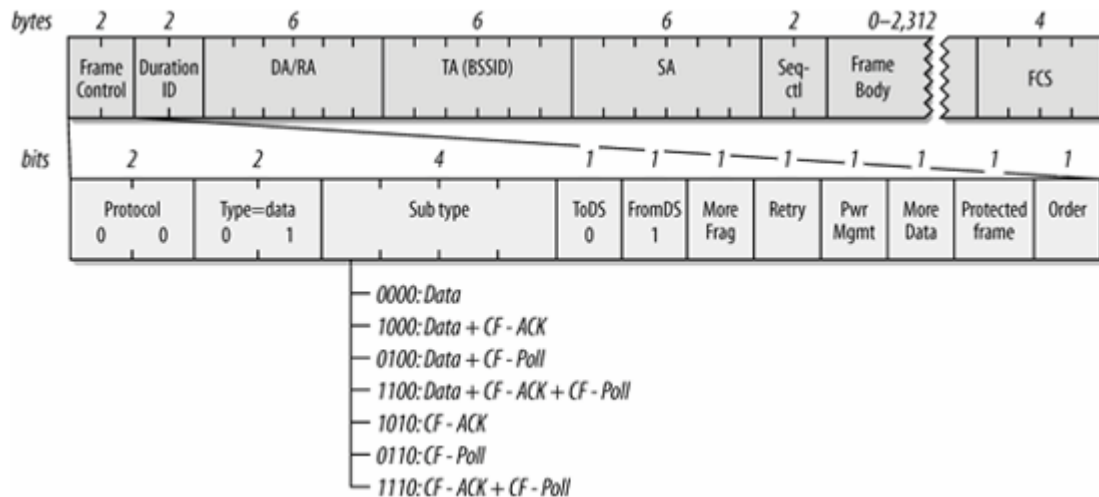 bytes 2 2 6 6 6 2 0–2,312 4
Frame Control Duration ID DA/RA TA (BSSID) SA Seq-ctl Frame Body FCS
bits 2 2 4 1 1 1 1 1 1 1 1
Protocol Type=data Sub type ToDS FromDS More Frag Retry Pwr Mgmt More Data Protected frame Order
0 0 0 1 0 1
0000: Data
1000: Data + CF - ACK
0100: Data + CF - Poll
1100: Data + CF - ACK + CF - Poll
1010: CF - ACK
0110: CF - Poll
1110: CF - ACK + CF - Poll